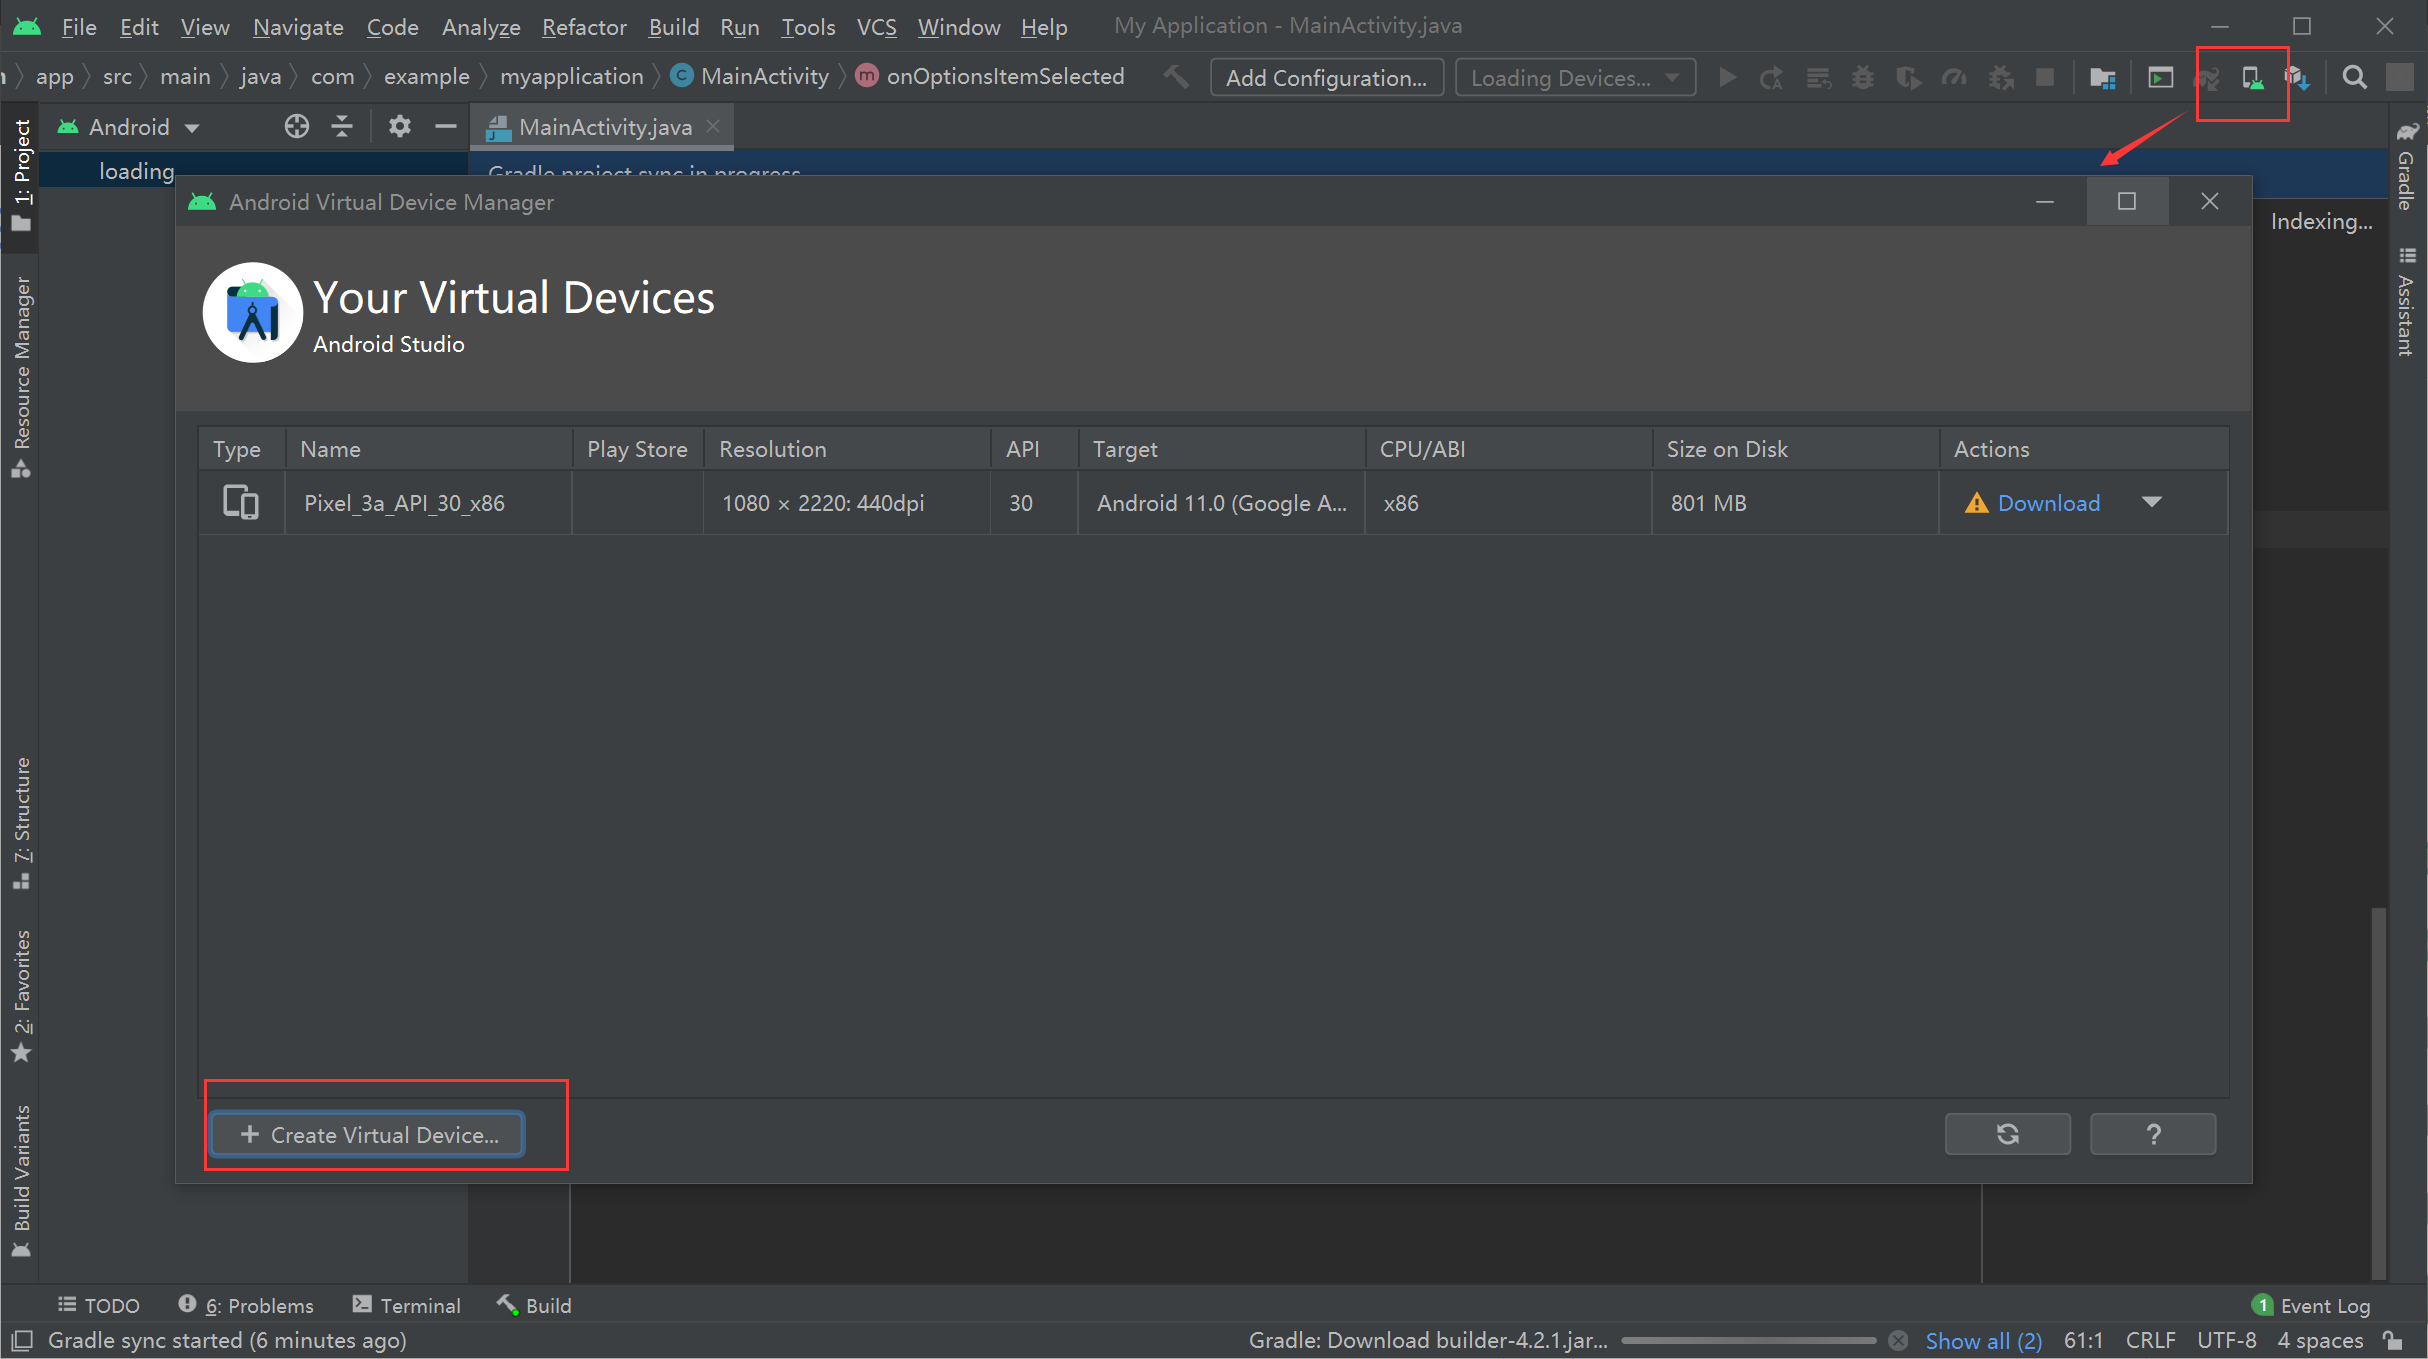 File Edit View Navigate Code Analyze Refactor Build Run Tools VCS Window Help My Application - MainActivity.java
app src main java com example myapplication C MainActivity m onOptionsItemSelected Add Configuration... Loading Devices...
Android MainActivity.java
loading
Gradle project sync in progress...
Indexing...
1: Project
Resource Manager
7: Structure
2: Favorites
Build Variants
Gradle
Assistant
Android Virtual Device Manager
Your Virtual Devices
Android Studio
Type Name Play Store Resolution API Target CPU/ABI Size on Disk Actions
Pixel_3a_API_30_x86 1080 × 2220: 440dpi 30 Android 11.0 (Google A... x86 801 MB Download
+ Create Virtual Device...
?
TODO 6: Problems Terminal Build 1 Event Log
Gradle sync started (6 minutes ago) Gradle: Download builder-4.2.1.jar... Show all (2) 61:1 CRLF UTF-8 4 spaces